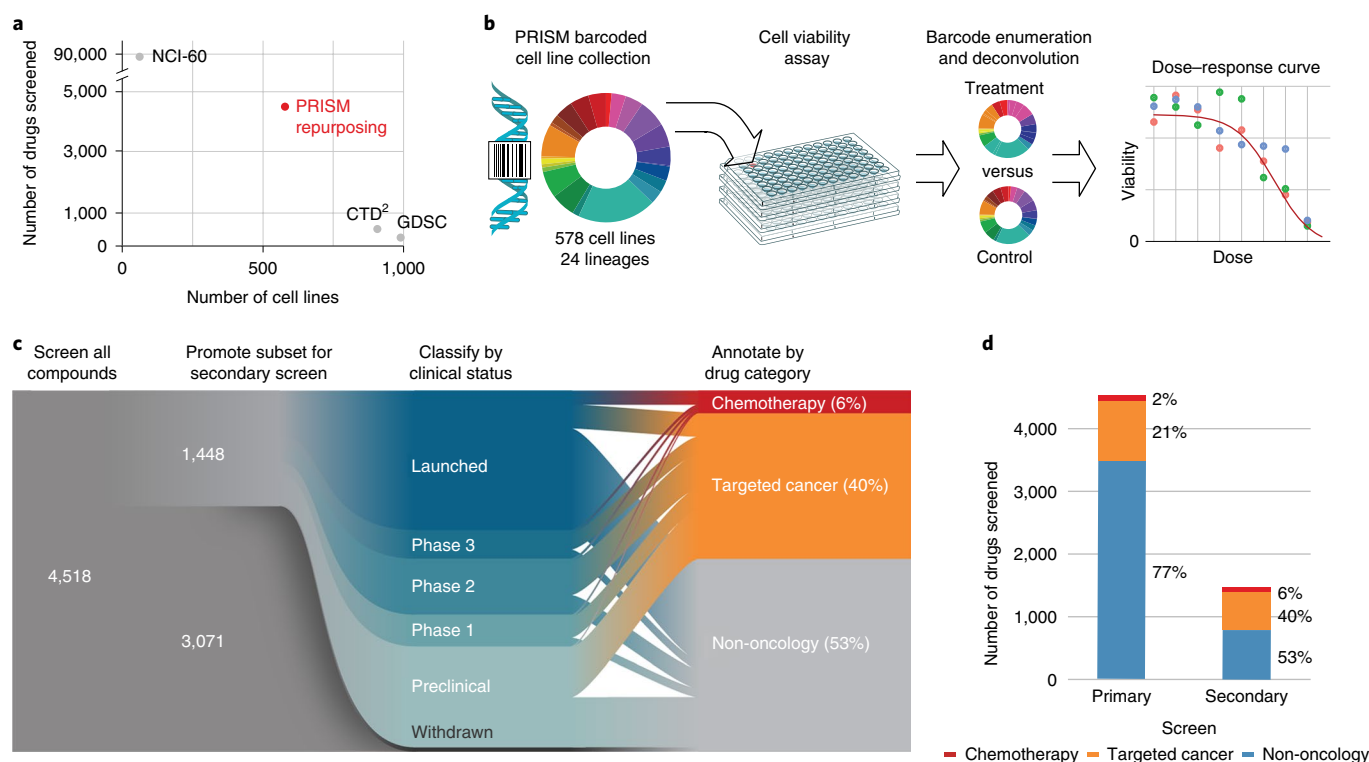 a
Number of drugs screened
90,000
5,000
3,000
1,000
0
NCI-60
PRISM
repurposing
CTD2
GDSC
0
500
1,000
Number of cell lines
b
PRISM barcoded
cell line collection
578 cell lines
24 lineages
Cell viability
assay
Barcode enumeration
and deconvolution
Treatment
versus
Control
Dose–response curve
Viability
0
Dose
c
Screen all
compounds
Promote subset for
secondary screen
Classify by
clinical status
Annotate by
drug category
4,518
1,448
3,071
Launched
Phase 3
Phase 2
Phase 1
Preclinical
Withdrawn
Chemotherapy (6%)
Targeted cancer (40%)
Non-oncology (53%)
d
Number of drugs screened
4,000
3,000
2,000
1,000
0
2%
21%
77%
6%
40%
53%
Primary
Secondary
Screen
Chemotherapy
Targeted cancer
Non-oncology